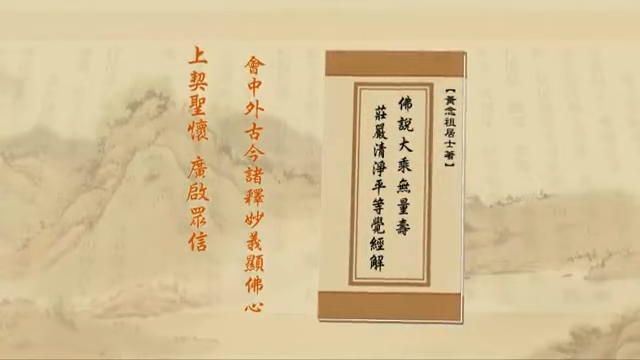 【黃念祖居士著】
佛說大乘無量壽
莊嚴清淨平等覺經解
會中外古今諸釋妙義顯佛心
上契聖懷 廣啟眾信